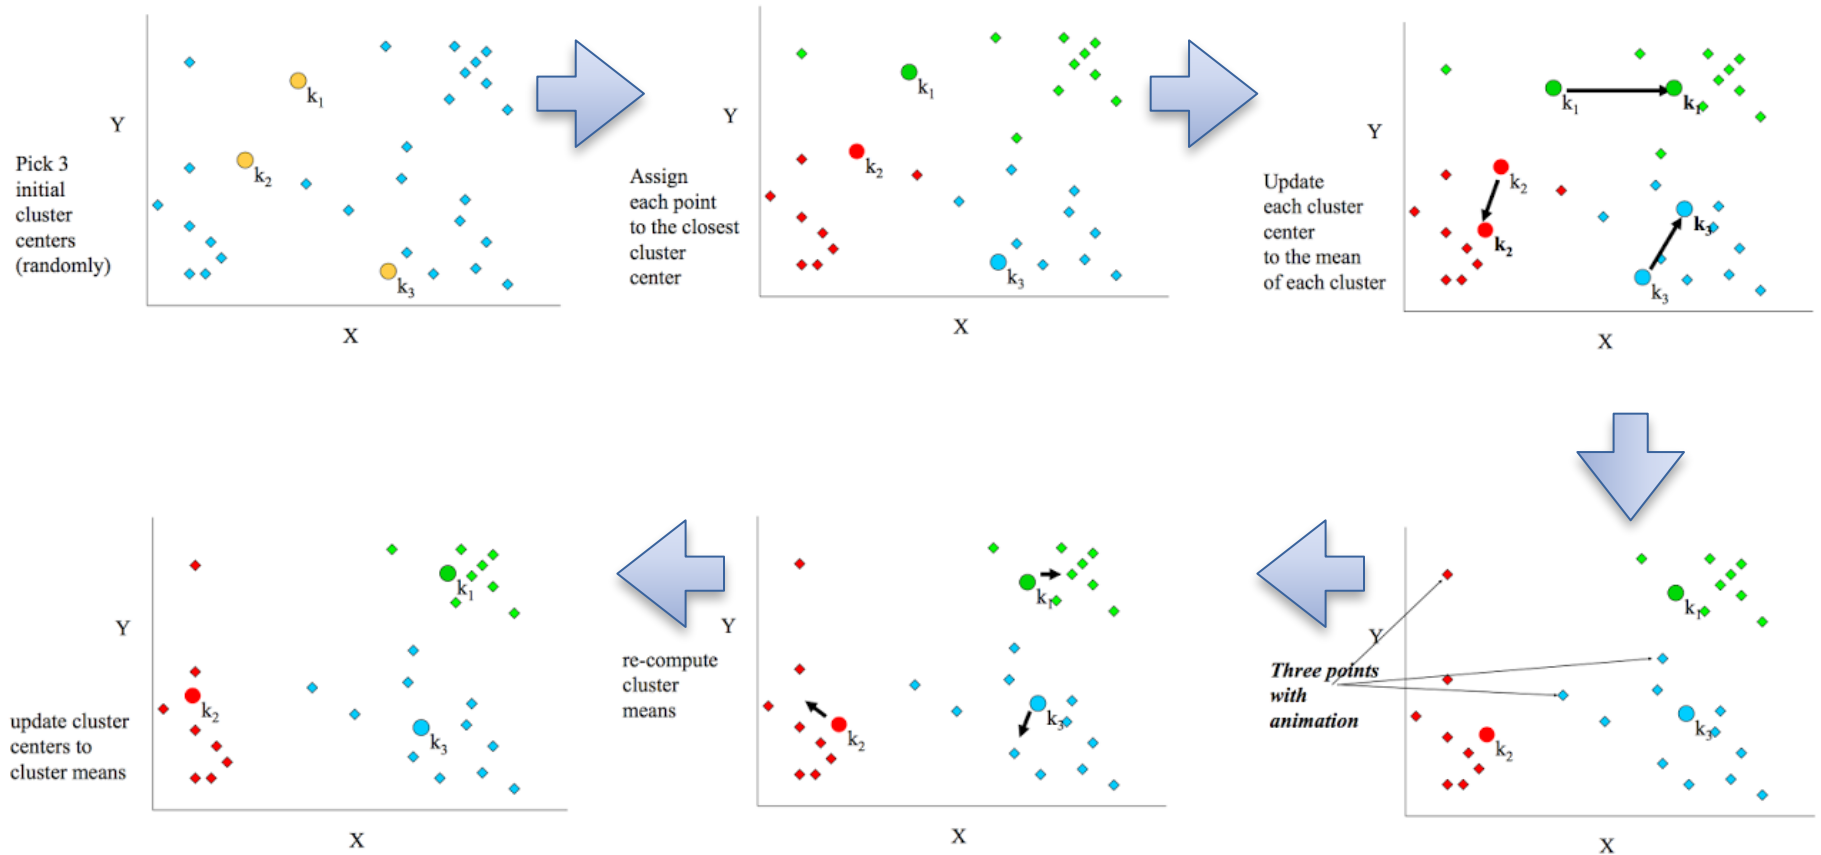 Y
k₁
k₂
k₃
Pick 3
initial
cluster
centers
(randomly)
X
Y
k₁
k₂
k₃
Assign
each point
to the closest
cluster
center
X
Y
k₁
k₁
k₂
k₂
k₃
k₃
Update
each cluster
center
to the mean
of each cluster
X
Y
k₁
k₂
k₃
Three points
with
animation
X
Y
k₁
k₂
k₃
re-compute
cluster
means
X
Y
k₁
k₂
k₃
update cluster
centers to
cluster means
X